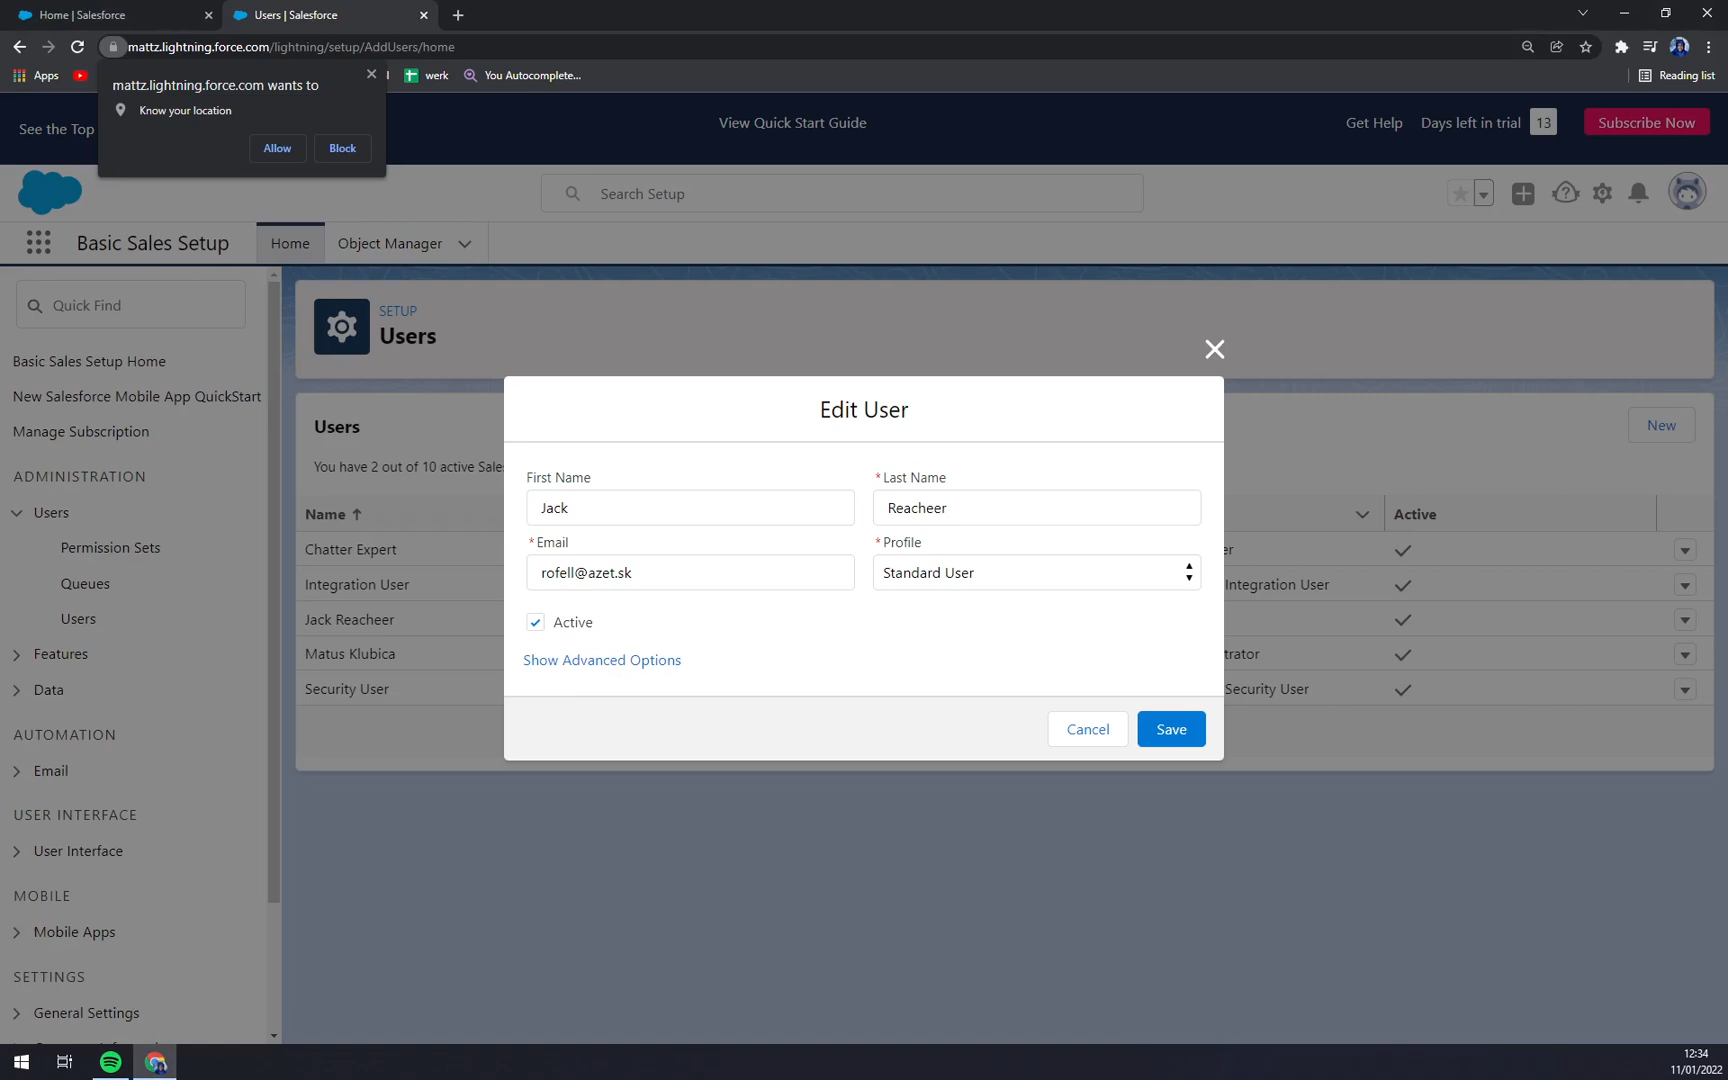 Home | Salesforce
Users | Salesforce
mattz.lightning.force.com/lightning/setup/AddUsers/home
Apps
werk
You Autocomplete...
Reading list
mattz.lightning.force.com wants to
Know your location
Allow
Block
See the Top
View Quick Start Guide
Get Help
Days left in trial
13
Subscribe Now
Search Setup
Basic Sales Setup
Home
Object Manager
Quick Find
Basic Sales Setup Home
New Salesforce Mobile App QuickStart
Manage Subscription
ADMINISTRATION
Users
Permission Sets
Queues
Users
Features
Data
AUTOMATION
Email
USER INTERFACE
User Interface
MOBILE
Mobile Apps
SETTINGS
General Settings
SETUP
Users
Users
New
You have 2 out of 10 active Sales
Name
Active
Chatter Expert
er
Integration User
Integration User
Jack Reacheer
Matus Klubica
trator
Security User
Security User
Edit User
First Name
* Last Name
Jack
Reacheer
* Email
* Profile
rofell@azet.sk
Standard User
Active
Show Advanced Options
Cancel
Save
12:34
11/01/2022